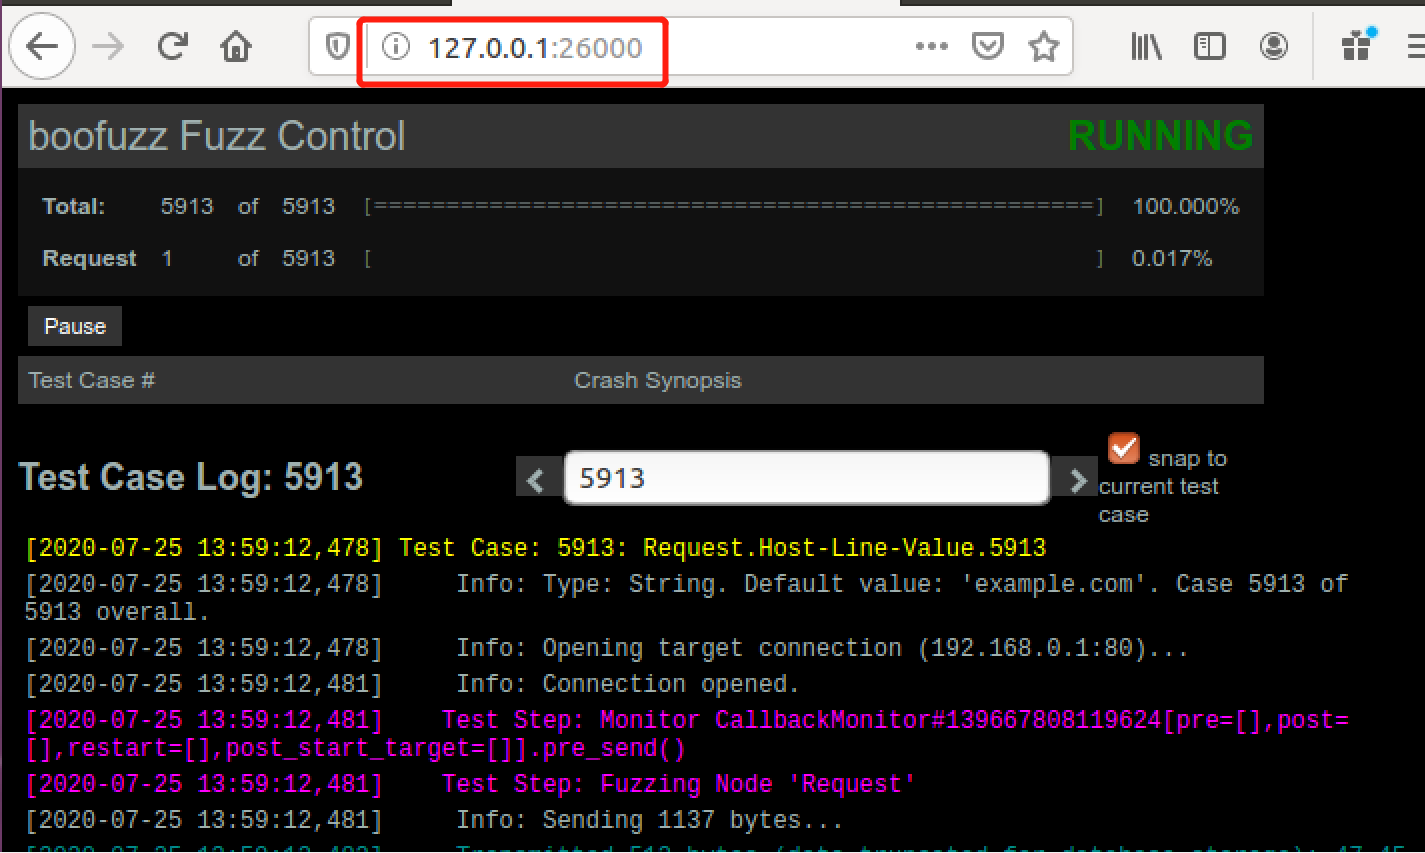 127.0.0.1:26000
boofuzz Fuzz Control RUNNING
Total: 5913 of 5913 [==================================================] 100.000%
Request 1 of 5913 [ ] 0.017%
Pause
Test Case # Crash Synopsis
Test Case Log: 5913 5913 snap to
current test
case
[2020-07-25 13:59:12,478] Test Case: 5913: Request.Host-Line-Value.5913
[2020-07-25 13:59:12,478] Info: Type: String. Default value: 'example.com'. Case 5913 of
5913 overall.
[2020-07-25 13:59:12,478] Info: Opening target connection (192.168.0.1:80)...
[2020-07-25 13:59:12,481] Info: Connection opened.
[2020-07-25 13:59:12,481] Test Step: Monitor CallbackMonitor#139667808119624[pre=[],post=
[],restart=[],post_start_target=[]].pre_send()
[2020-07-25 13:59:12,481] Test Step: Fuzzing Node 'Request'
[2020-07-25 13:59:12,481] Info: Sending 1137 bytes...